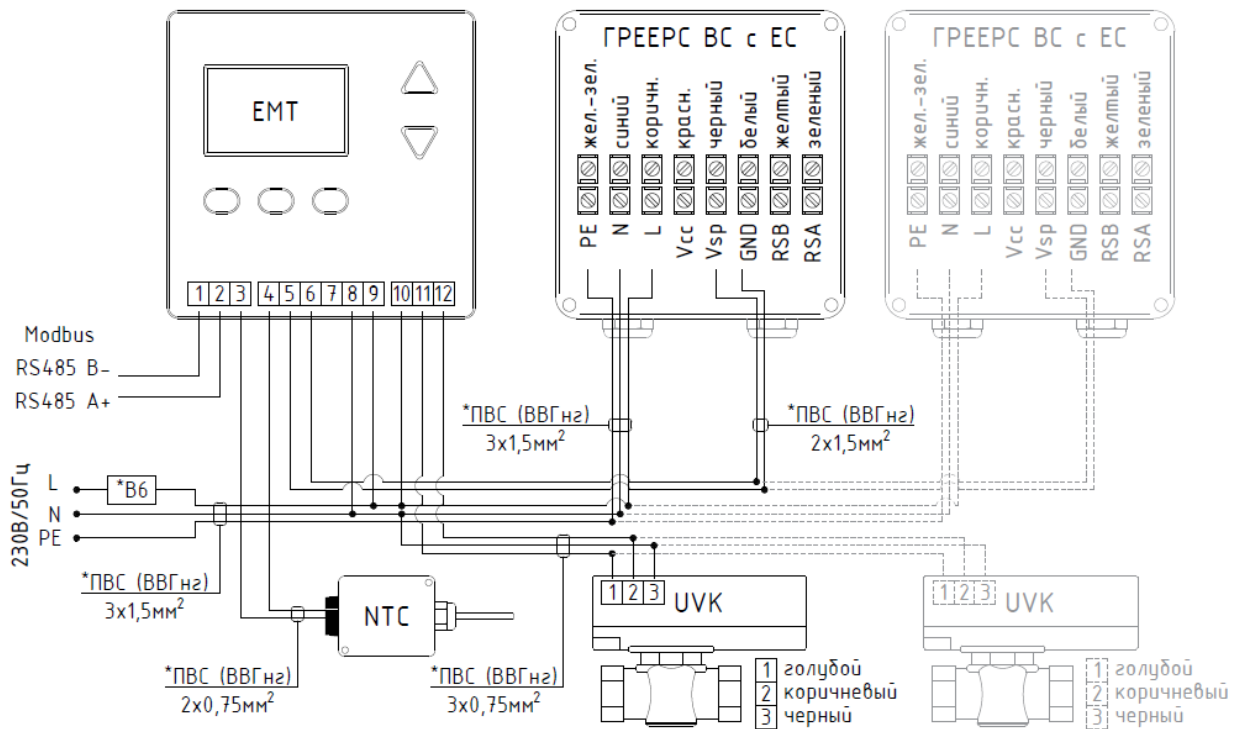 EMT
1 2 3 4 5 6 7 8 9 10 11 12
Modbus
RS485 B-
RS485 A+
ГРЕЕРС ВС с ЕС
жел.-зел. синий коричн. красн. черный белый желтый зеленый
PE N L Vcc Vsp GND RSB RSA
ГРЕЕРС ВС с ЕС
жел.-зел. синий коричн. красн. черный белый желтый зеленый
PE N L Vcc Vsp GND RSB RSA
*ПВС (ВВГнг)
3х1,5мм²
*ПВС (ВВГнг)
2х1,5мм²
230В/50Гц
L
*В6
N
PE
*ПВС (ВВГнг)
3х1,5мм²
NTC
*ПВС (ВВГнг)
2х0,75мм²
*ПВС (ВВГнг)
3х0,75мм²
1 2 3
UVK
1 голубой
2 коричневый
3 черный
1 2 3
UVK
1 голубой
2 коричневый
3 черный